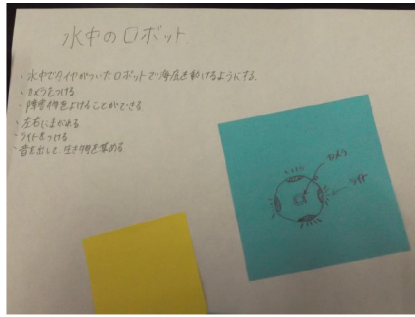 水中のロボット
・水中でタイヤがついたロボットで海底を動けるようにする。
・カメラをつける
・障害物をよけることができる
・左右にまがれる
・ライトをつける
・音を出して、生き物を集める
カメラ
ライト